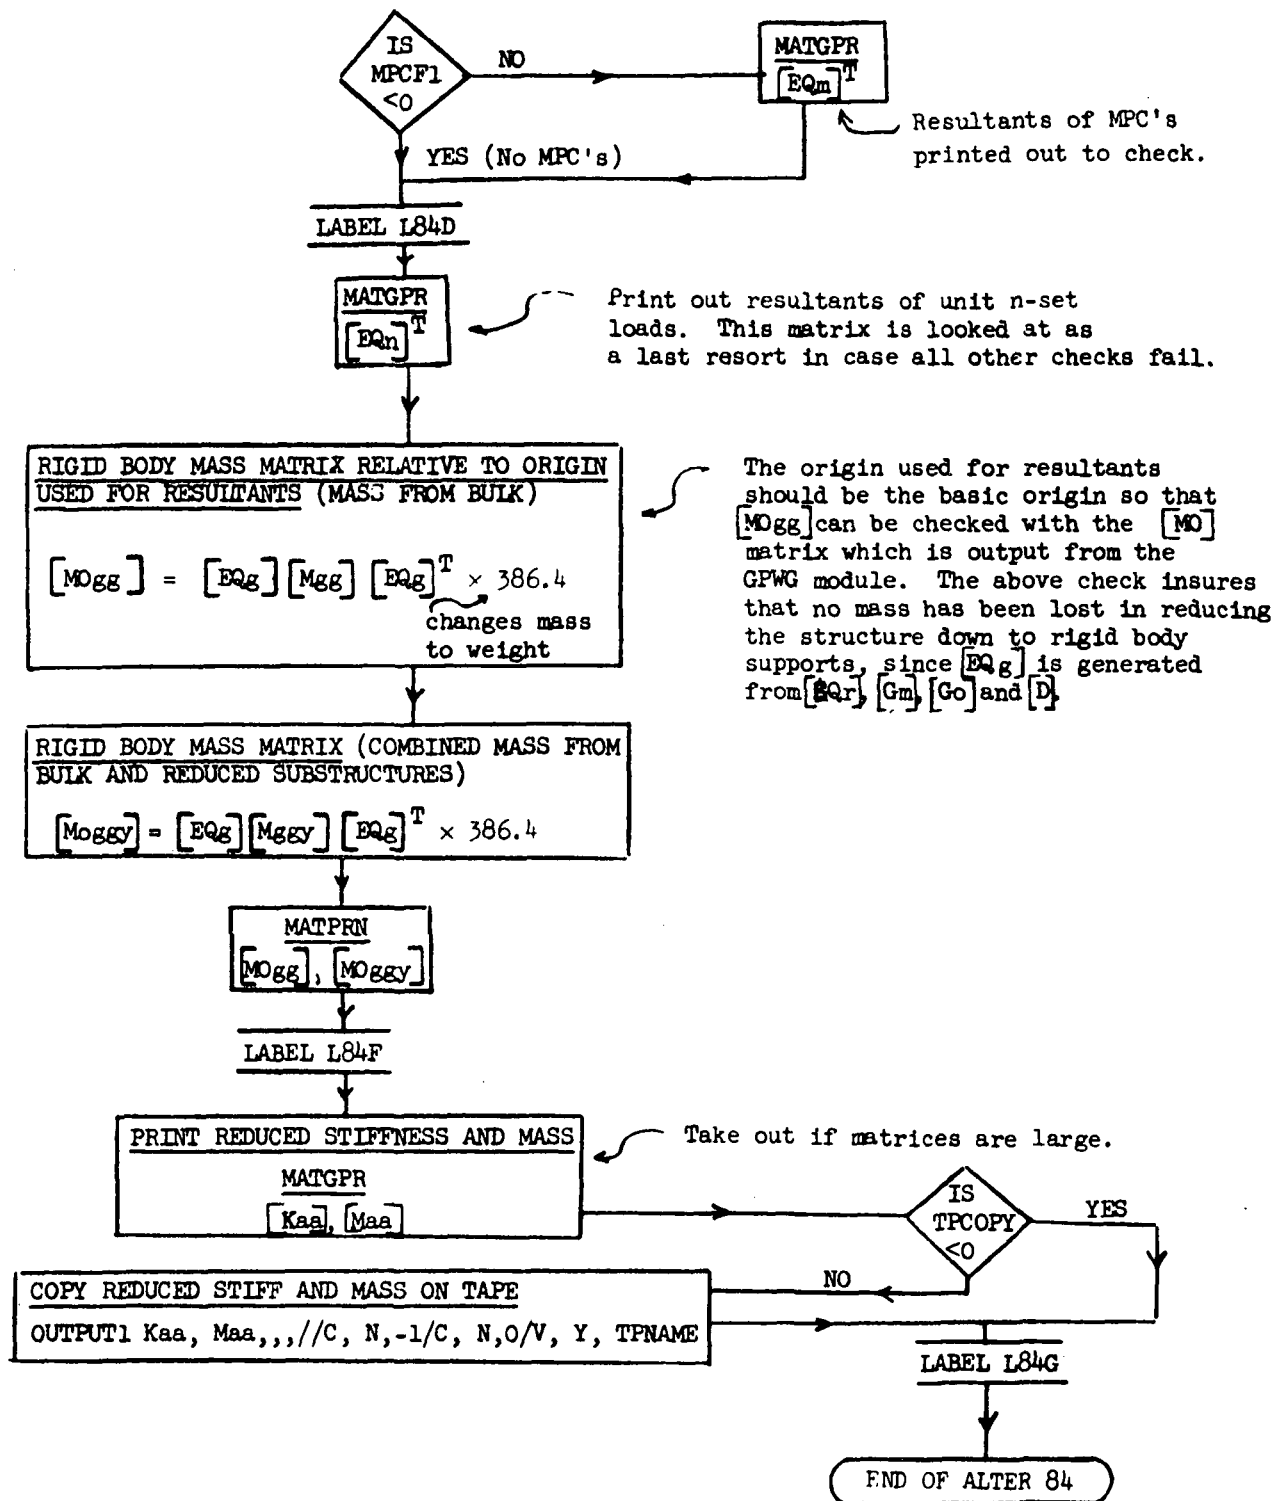 IS
MPCF1
<0
NO
MATGPR
[EQm]T
Resultants of MPC's
printed out to check.
YES (No MPC's)
LABEL L84D
MATGPR
[EQn]T
Print out resultants of unit n-set
loads. This matrix is looked at as
a last resort in case all other checks fail.
RIGID BODY MASS MATRIX RELATIVE TO ORIGIN
USED FOR RESULTANTS (MASS FROM BULK)
[MOgg] = [EQg][Mgg][EQg]T × 386.4
changes mass
to weight
The origin used for resultants
should be the basic origin so that
[MOgg] can be checked with the [MO]
matrix which is output from the
GPWG module. The above check insures
that no mass has been lost in reducing
the structure down to rigid body
supports, since [EQg] is generated
from [EQr], [Gm], [Go] and [D].
RIGID BODY MASS MATRIX (COMBINED MASS FROM
BULK AND REDUCED SUBSTRUCTURES)
[Moggy] = [EQg][Mggy][EQg]T × 386.4
MATPRN
[MOgg], [MOggy]
LABEL L84F
PRINT REDUCED STIFFNESS AND MASS
MATGPR
[Kaa], [Maa]
Take out if matrices are large.
IS
TPCOPY
<0
YES
NO
COPY REDUCED STIFF AND MASS ON TAPE
OUTPUT1 Kaa, Maa,,,//C, N,-1/C, N,0/V, Y, TPNAME
LABEL L84G
END OF ALTER 84